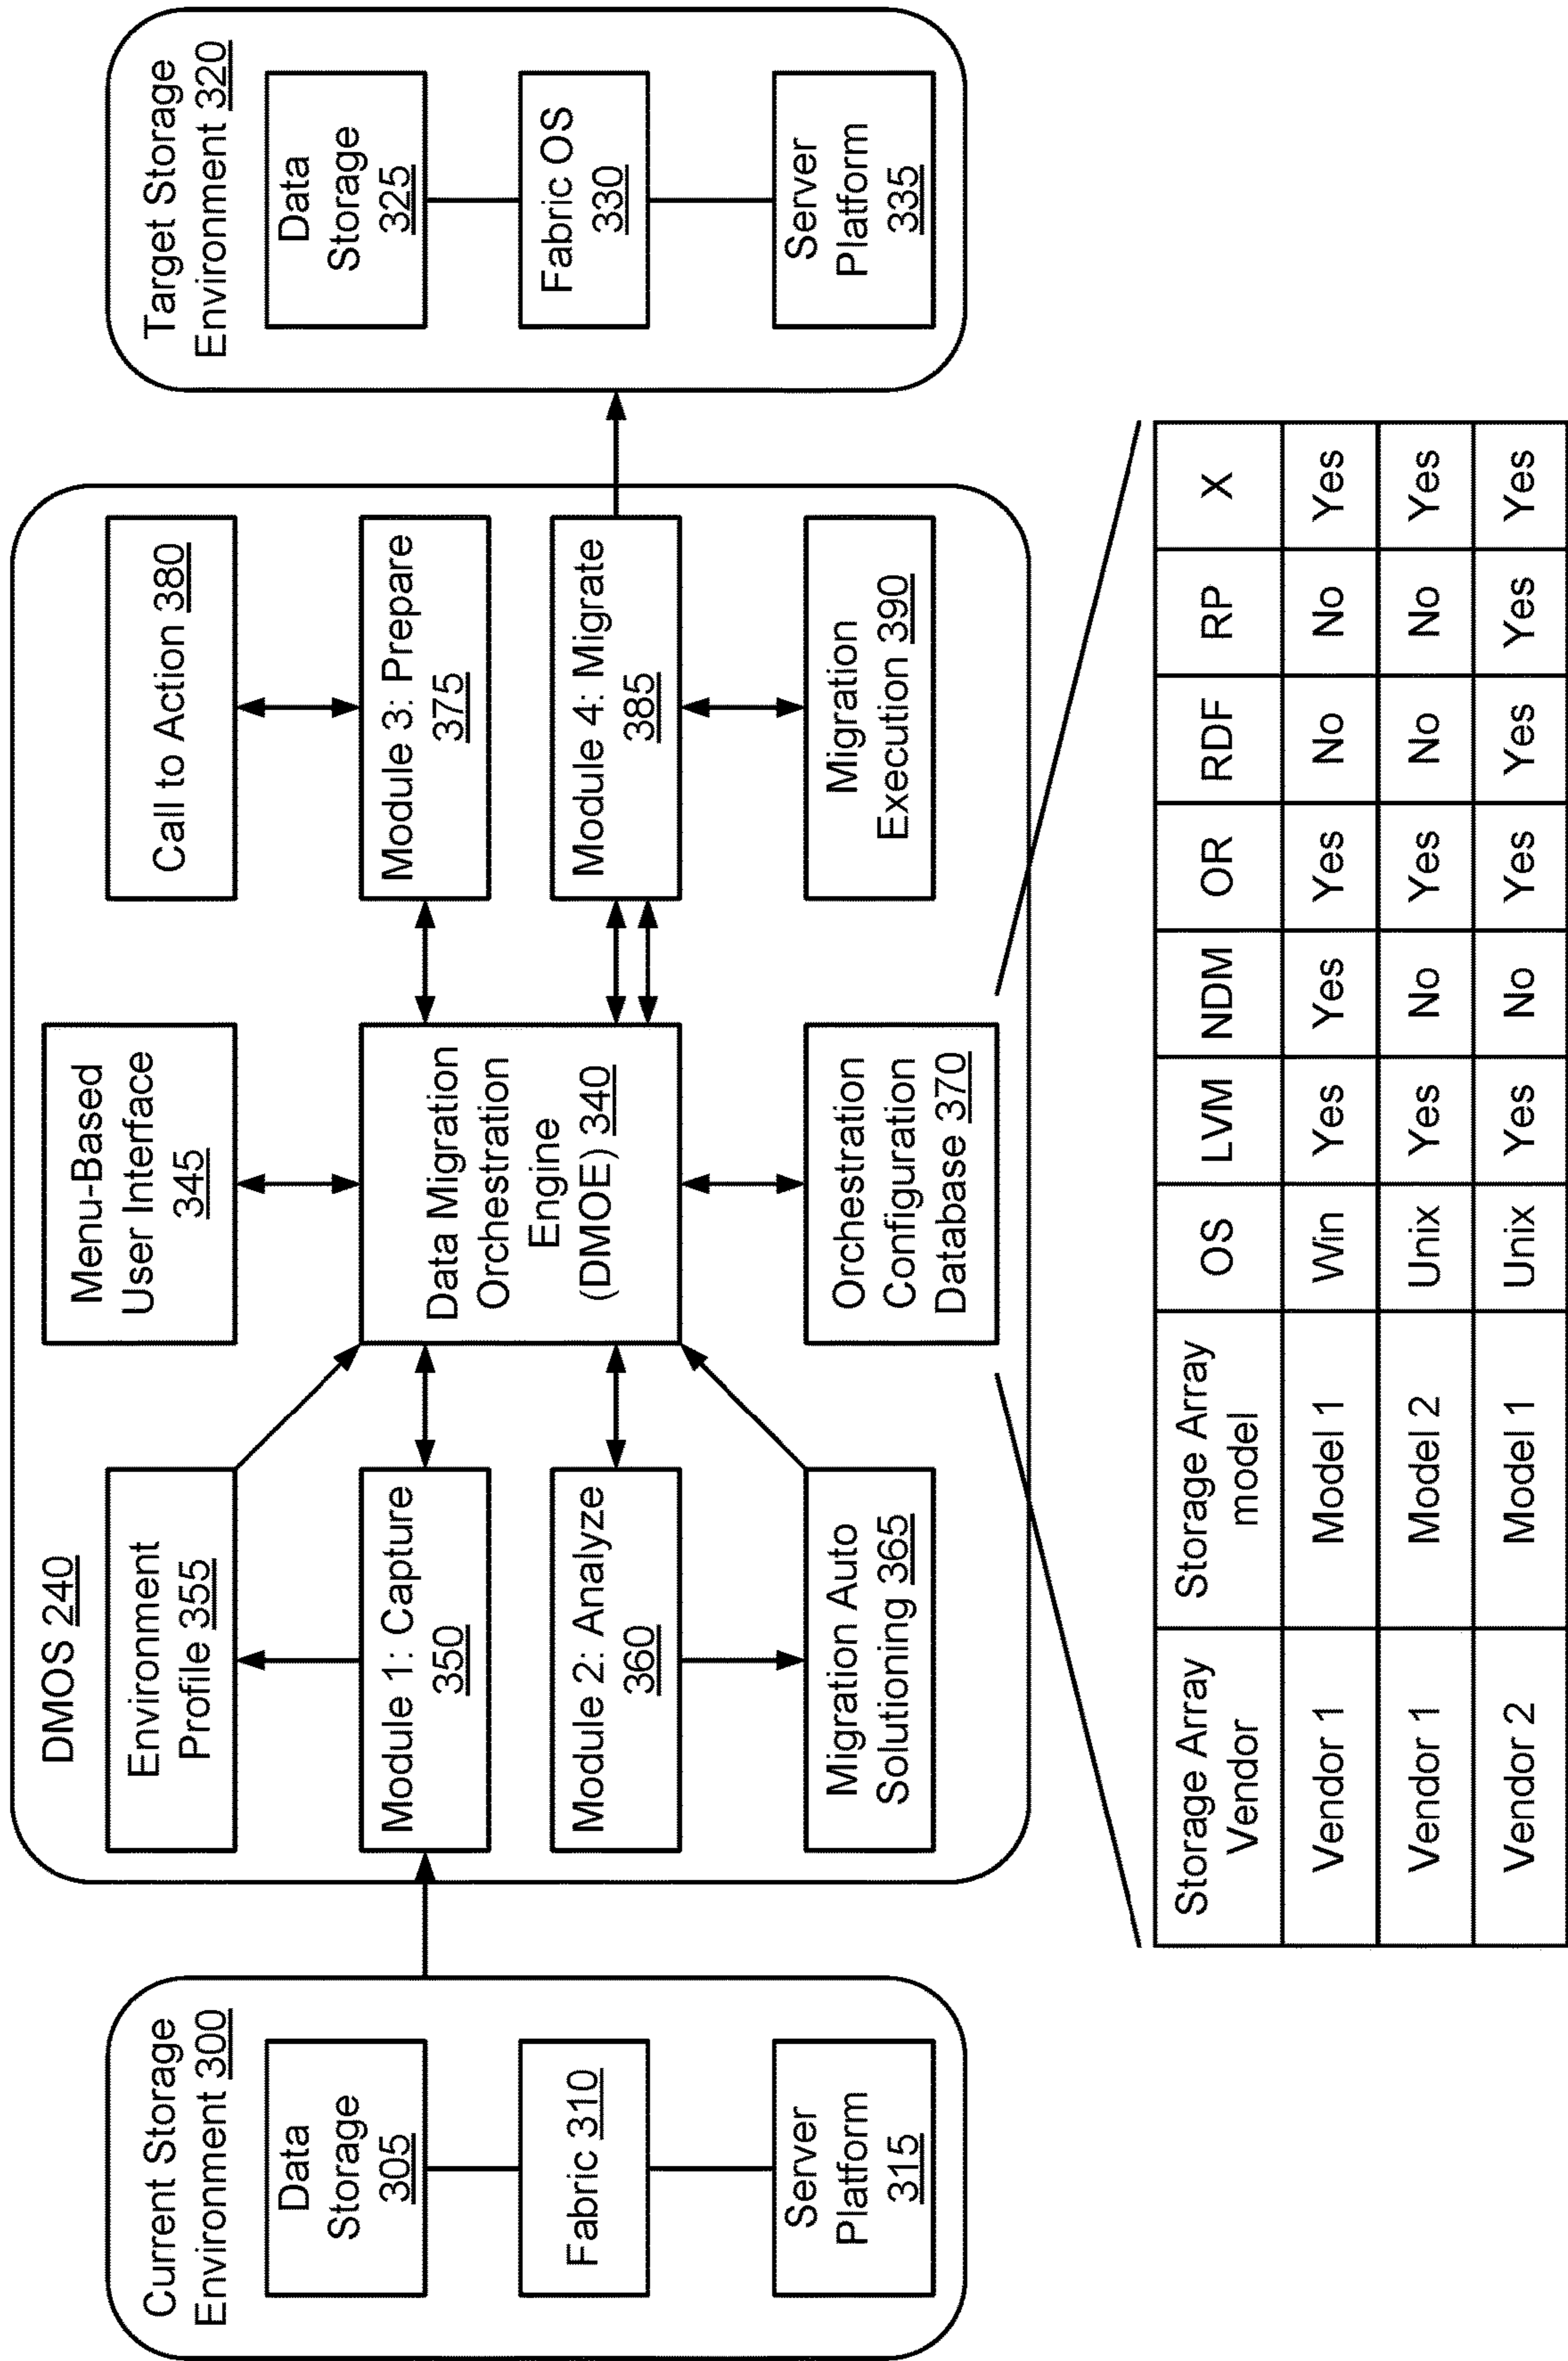 Current Storage
Environment 300
Data
Storage
305
Fabric 310
Server
Platform
315
DMOS 240
Environment
Profile 355
Module 1: Capture
350
Module 2: Analyze
360
Migration Auto
Solutioning 365
Menu-Based
User Interface
345
Data Migration
Orchestration
Engine
(DMOE) 340
Orchestration
Configuration
Database 370
Call to Action 380
Module 3: Prepare
375
Module 4: Migrate
385
Migration
Execution 390
Target Storage
Environment 320
Data
Storage
325
Fabric OS
330
Server
Platform
335
Storage Array
Vendor
Storage Array
model
OS
LVM
NDM
OR
RDF
RP
X
Vendor 1
Model 1
Win
Yes
Yes
Yes
No
No
Yes
Vendor 1
Model 2
Unix
Yes
No
Yes
No
No
Yes
Vendor 2
Model 1
Unix
Yes
No
Yes
Yes
Yes
Yes